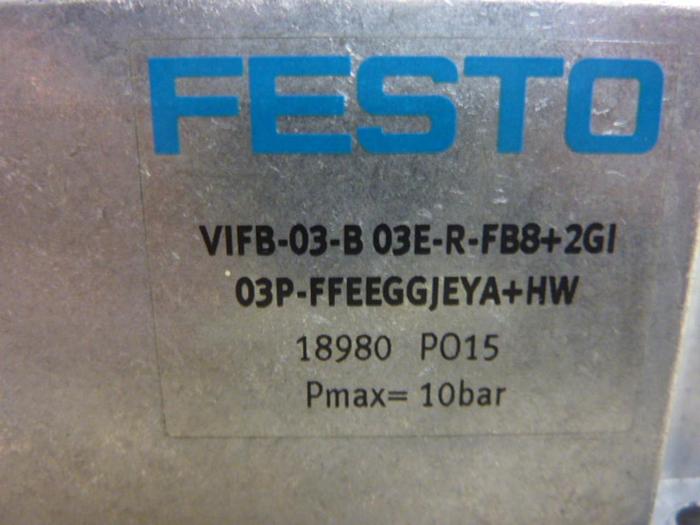 FESTO
VIFB-03-B 03E-R-FB8+2GI
03P-FFEEGGJEYA+HW
18980 PO15
Pmax= 10bar